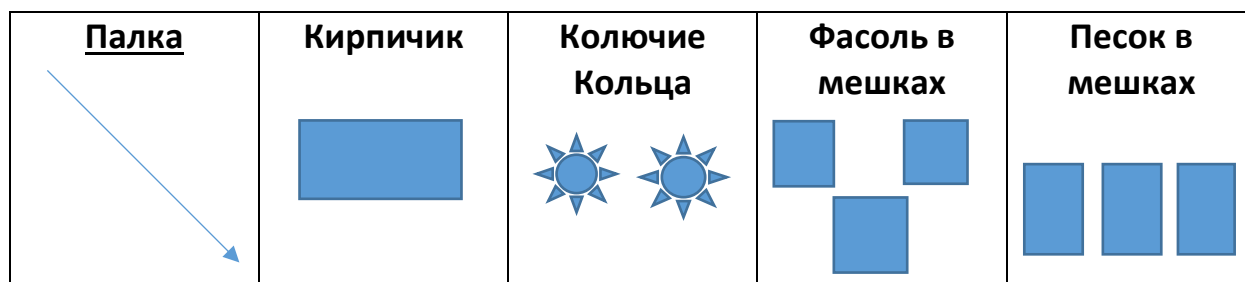 Палка
Кирпичик
Колючие
Кольца
Фасоль в
мешках
Песок в
мешках